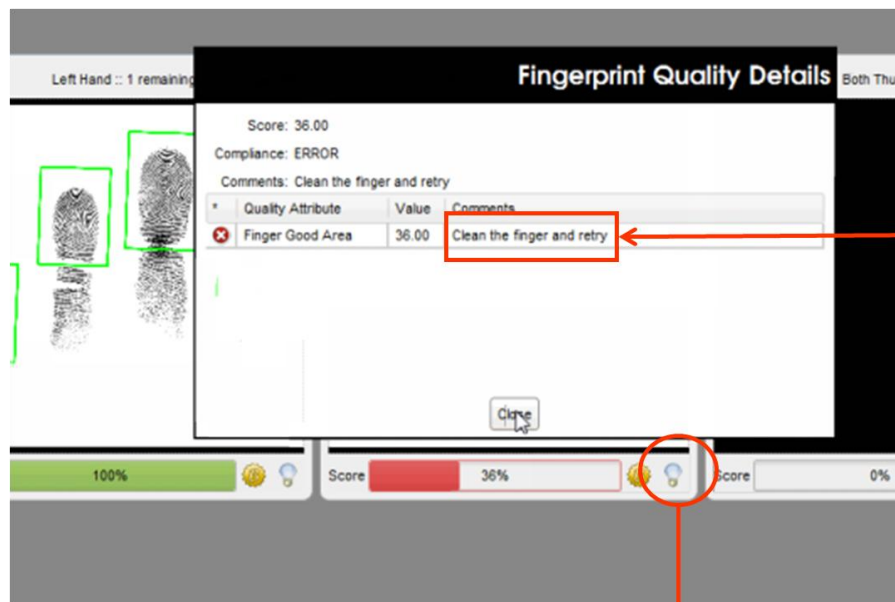 Fingerprint Quality Details
Left Hand :: 1 remaining
Both Thu
Score: 36.00
Compliance: ERROR
Comments: Clean the finger and retry
* Quality Attribute Value Comments
Finger Good Area 36.00 Clean the finger and retry
Close
100%
Score 36%
Score 0%